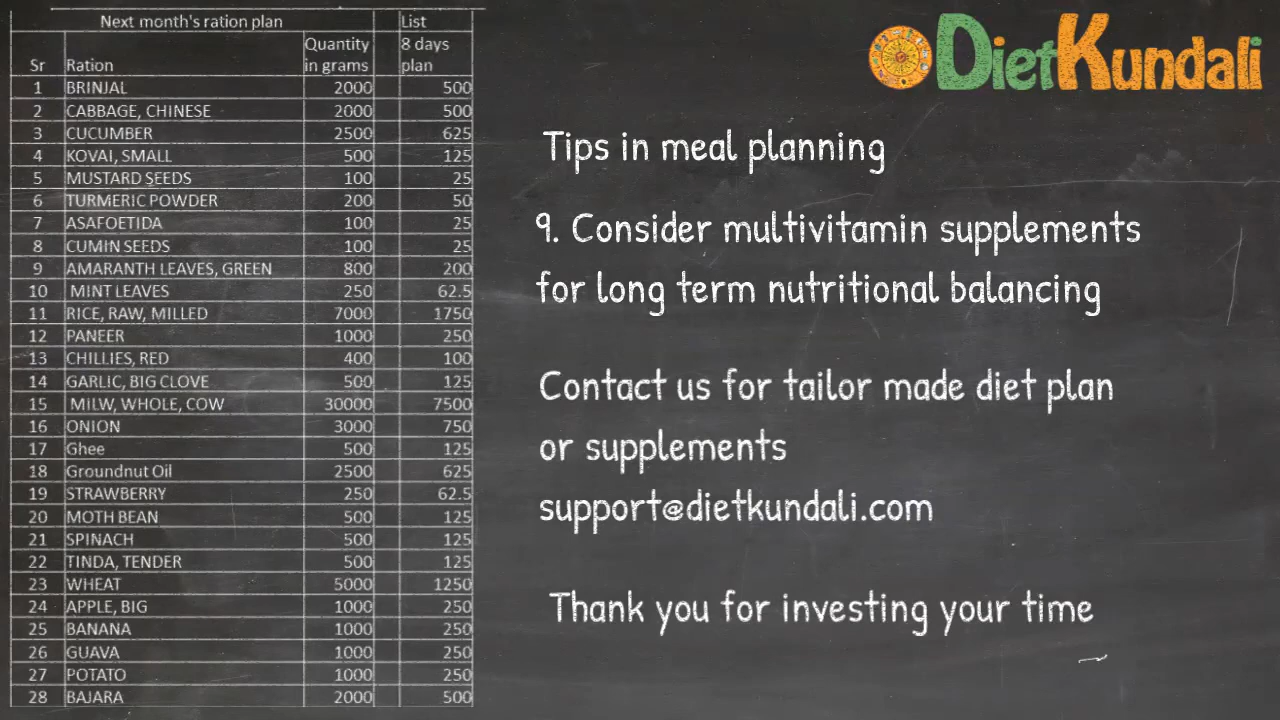 Next month's ration plan List
Sr Ration Quantity in grams 8 days plan
1 BRINJAL 2000 500
2 CABBAGE, CHINESE 2000 500
3 CUCUMBER 2500 625
4 KOVAI, SMALL 500 125
5 MUSTARD SEEDS 100 25
6 TURMERIC POWDER 200 50
7 ASAFOETIDA 100 25
8 CUMIN SEEDS 100 25
9 AMARANTH LEAVES, GREEN 800 200
10 MINT LEAVES 250 62.5
11 RICE, RAW, MILLED 7000 1750
12 PANEER 1000 250
13 CHILLIES, RED 400 100
14 GARLIC, BIG CLOVE 500 125
15 MILW, WHOLE, COW 30000 7500
16 ONION 3000 750
17 Ghee 500 125
18 Groundnut Oil 2500 625
19 STRAWBERRY 250 62.5
20 MOTH BEAN 500 125
21 SPINACH 500 125
22 TINDA, TENDER 500 125
23 WHEAT 5000 1250
24 APPLE, BIG 1000 250
25 BANANA 1000 250
26 GUAVA 1000 250
27 POTATO 1000 250
28 BAJARA 2000 500
DietKundali
Tips in meal planning
9. Consider multivitamin supplements
for long term nutritional balancing
Contact us for tailor made diet plan
or supplements
support@dietkundali.com
Thank you for investing your time